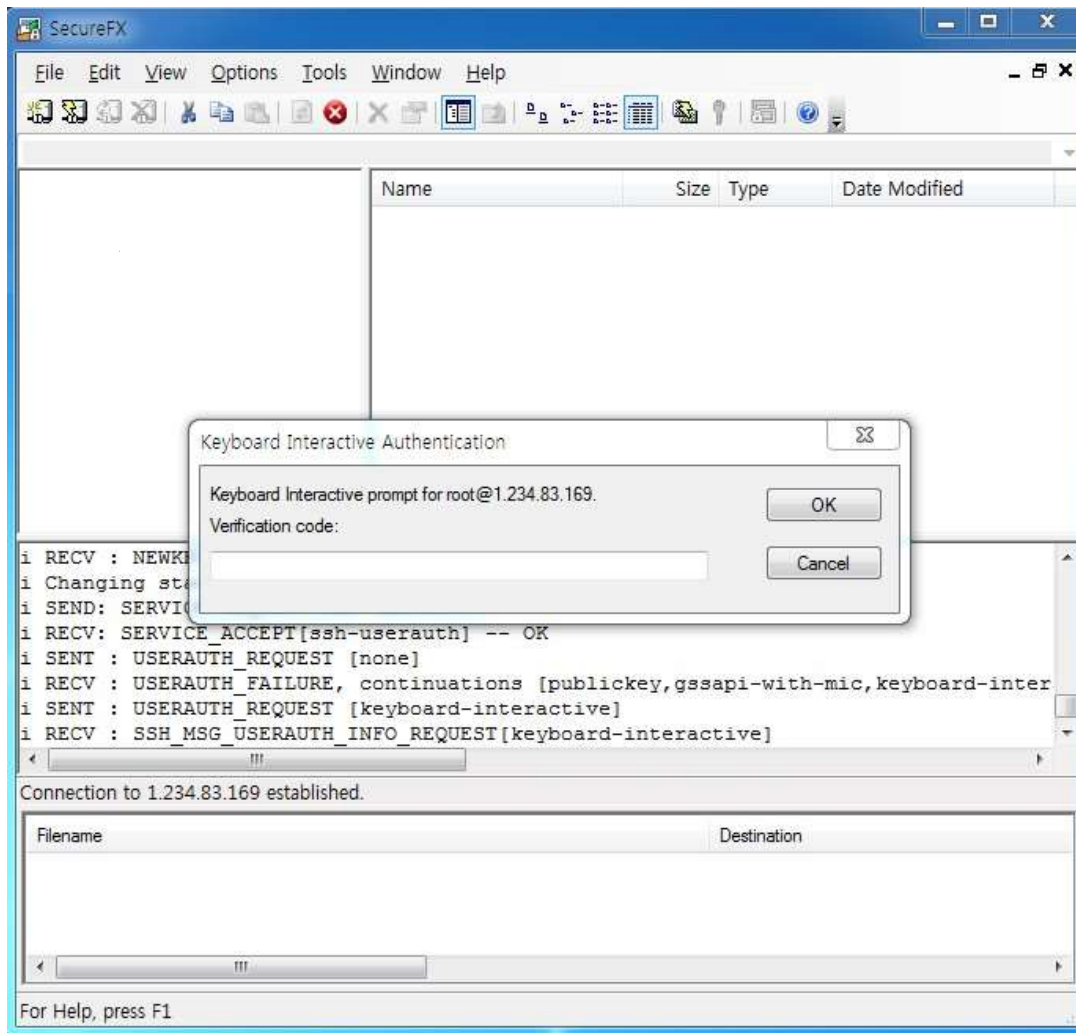 SecureFX
File Edit View Options Tools Window Help
Name Size Type Date Modified
Keyboard Interactive Authentication
Keyboard Interactive prompt for root@1.234.83.169.
Verification code:
OK
Cancel
i RECV : NEWK
i Changing sta
i SEND: SERVIC
i RECV: SERVICE_ACCEPT[ssh-userauth] -- OK
i SENT : USERAUTH_REQUEST [none]
i RECV : USERAUTH_FAILURE, continuations [publickey,gssapi-with-mic,keyboard-inter
i SENT : USERAUTH_REQUEST [keyboard-interactive]
i RECV : SSH_MSG_USERAUTH_INFO_REQUEST[keyboard-interactive]
Connection to 1.234.83.169 established.
Filename Destination
For Help, press F1